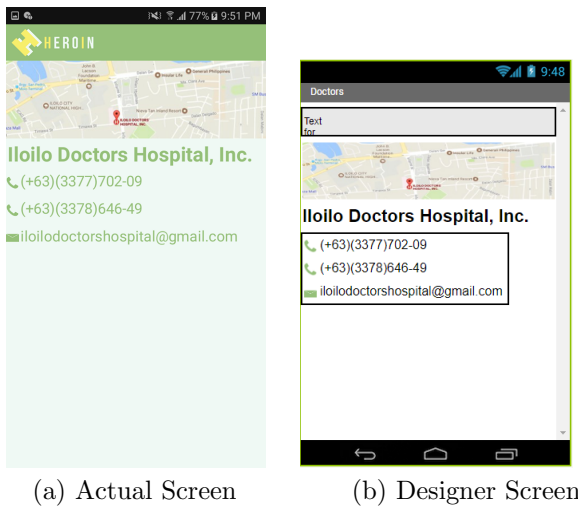 77% 9:51 PM
HEROIN
Iloilo Doctors Hospital, Inc.
(+63)(3377)702-09
(+63)(3378)646-49
iloilodoctorshospital@gmail.com
(a) Actual Screen
9:48
Doctors
Text
for
Iloilo Doctors Hospital, Inc.
(+63)(3377)702-09
(+63)(3378)646-49
iloilodoctorshospital@gmail.com
(b) Designer Screen